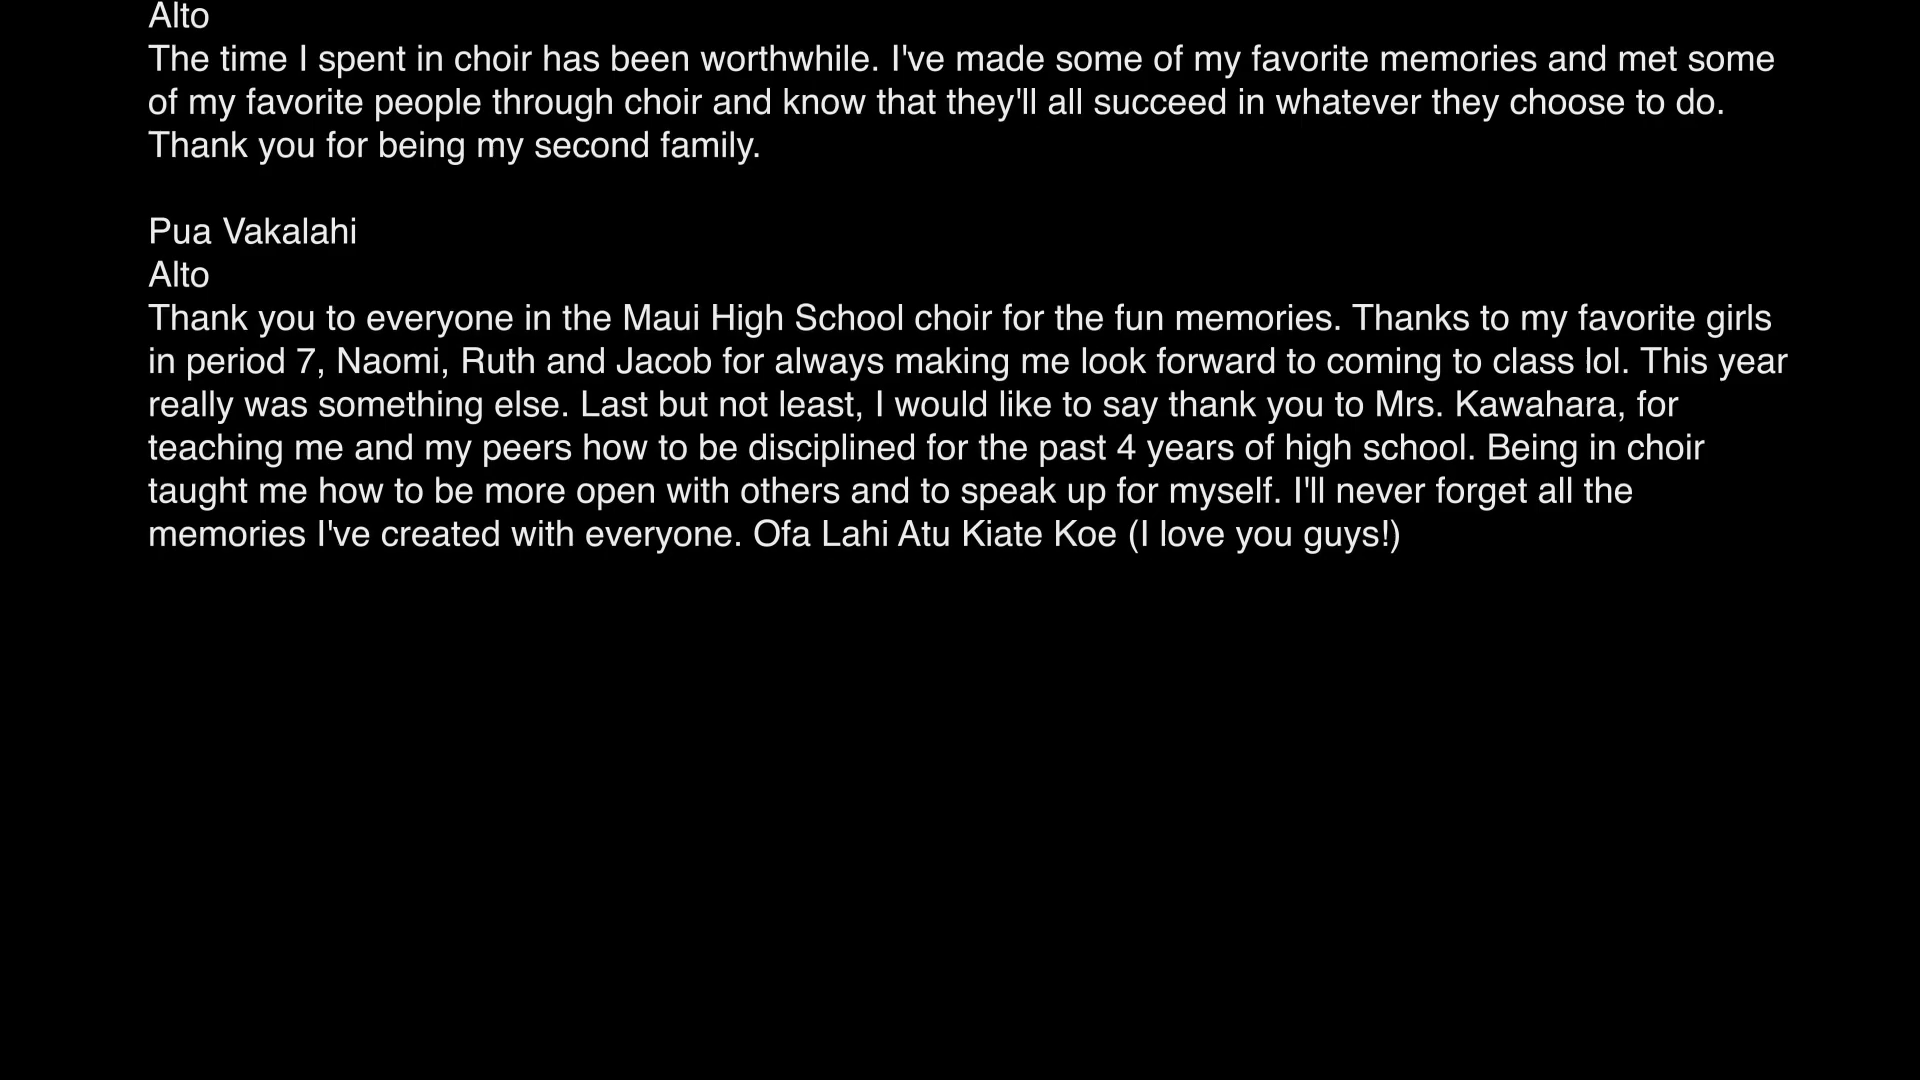 Alto
The time I spent in choir has been worthwhile. I've made some of my favorite memories and met some
of my favorite people through choir and know that they'll all succeed in whatever they choose to do.
Thank you for being my second family.
Pua Vakalahi
Alto
Thank you to everyone in the Maui High School choir for the fun memories. Thanks to my favorite girls
in period 7, Naomi, Ruth and Jacob for always making me look forward to coming to class lol. This year
really was something else. Last but not least, I would like to say thank you to Mrs. Kawahara, for
teaching me and my peers how to be disciplined for the past 4 years of high school. Being in choir
taught me how to be more open with others and to speak up for myself. I'll never forget all the
memories I've created with everyone. Ofa Lahi Atu Kiate Koe (I love you guys!)